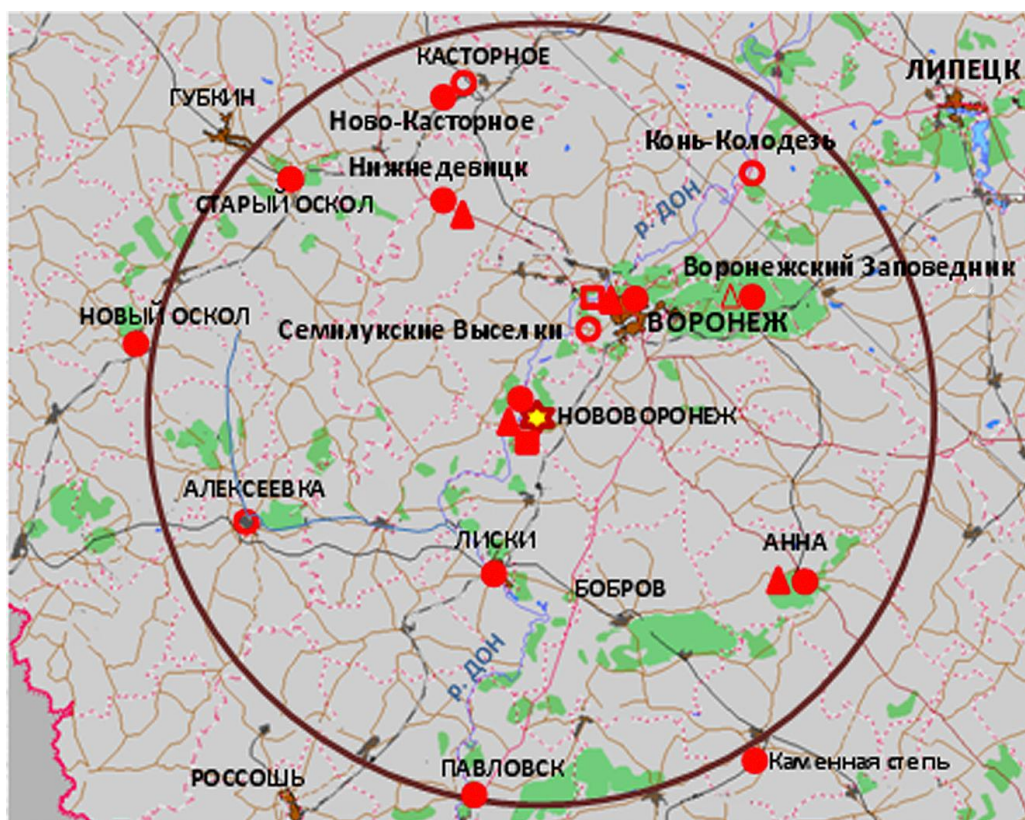 КАСТОРНОЕ
ЛИПЕЦК
ГУБКИН
Ново-Касторное
Конь-Колодезь
Нижнедевицк
СТАРЫЙ ОСКОЛ
р. ДОН
Воронежский Заповедник
НОВЫЙ ОСКОЛ
Семилукские Выселки
ВОРОНЕЖ
НОВОВОРОНЕЖ
АЛЕКСЕЕВКА
ЛИСКИ
АННА
БОБРОВ
р. ДОН
ПАВЛОВСК
Каменная степь
РОССОШЬ